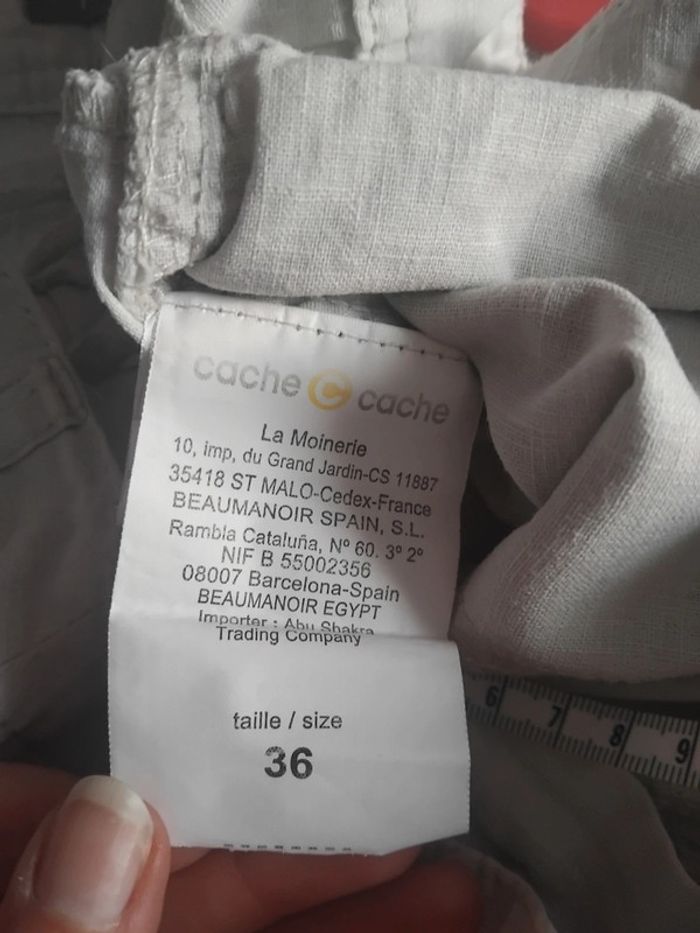 cache C cache
La Moinerie
10, imp. du Grand Jardin-CS 11887
35418 ST MALO-Cedex-France
BEAUMANOIR SPAIN, S.L.
Rambla Cataluña, Nº 60. 3º 2º
NIF B 55002356
08007 Barcelona-Spain
BEAUMANOIR EGYPT
Importer : Abu Shakra
Trading Company
taille / size
36
6 7 8 9